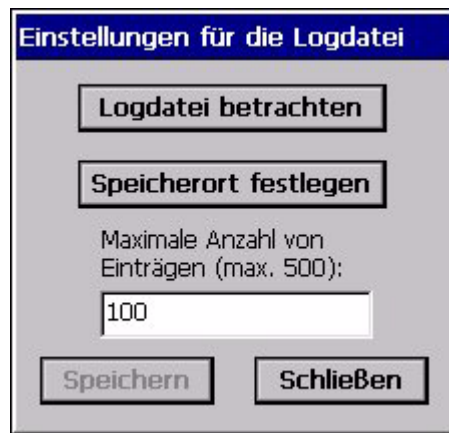 Einstellungen für die Logdatei
Logdatei betrachten
Speicherort festlegen
Maximale Anzahl von
Einträgen (max. 500):
100
Speichern Schließen